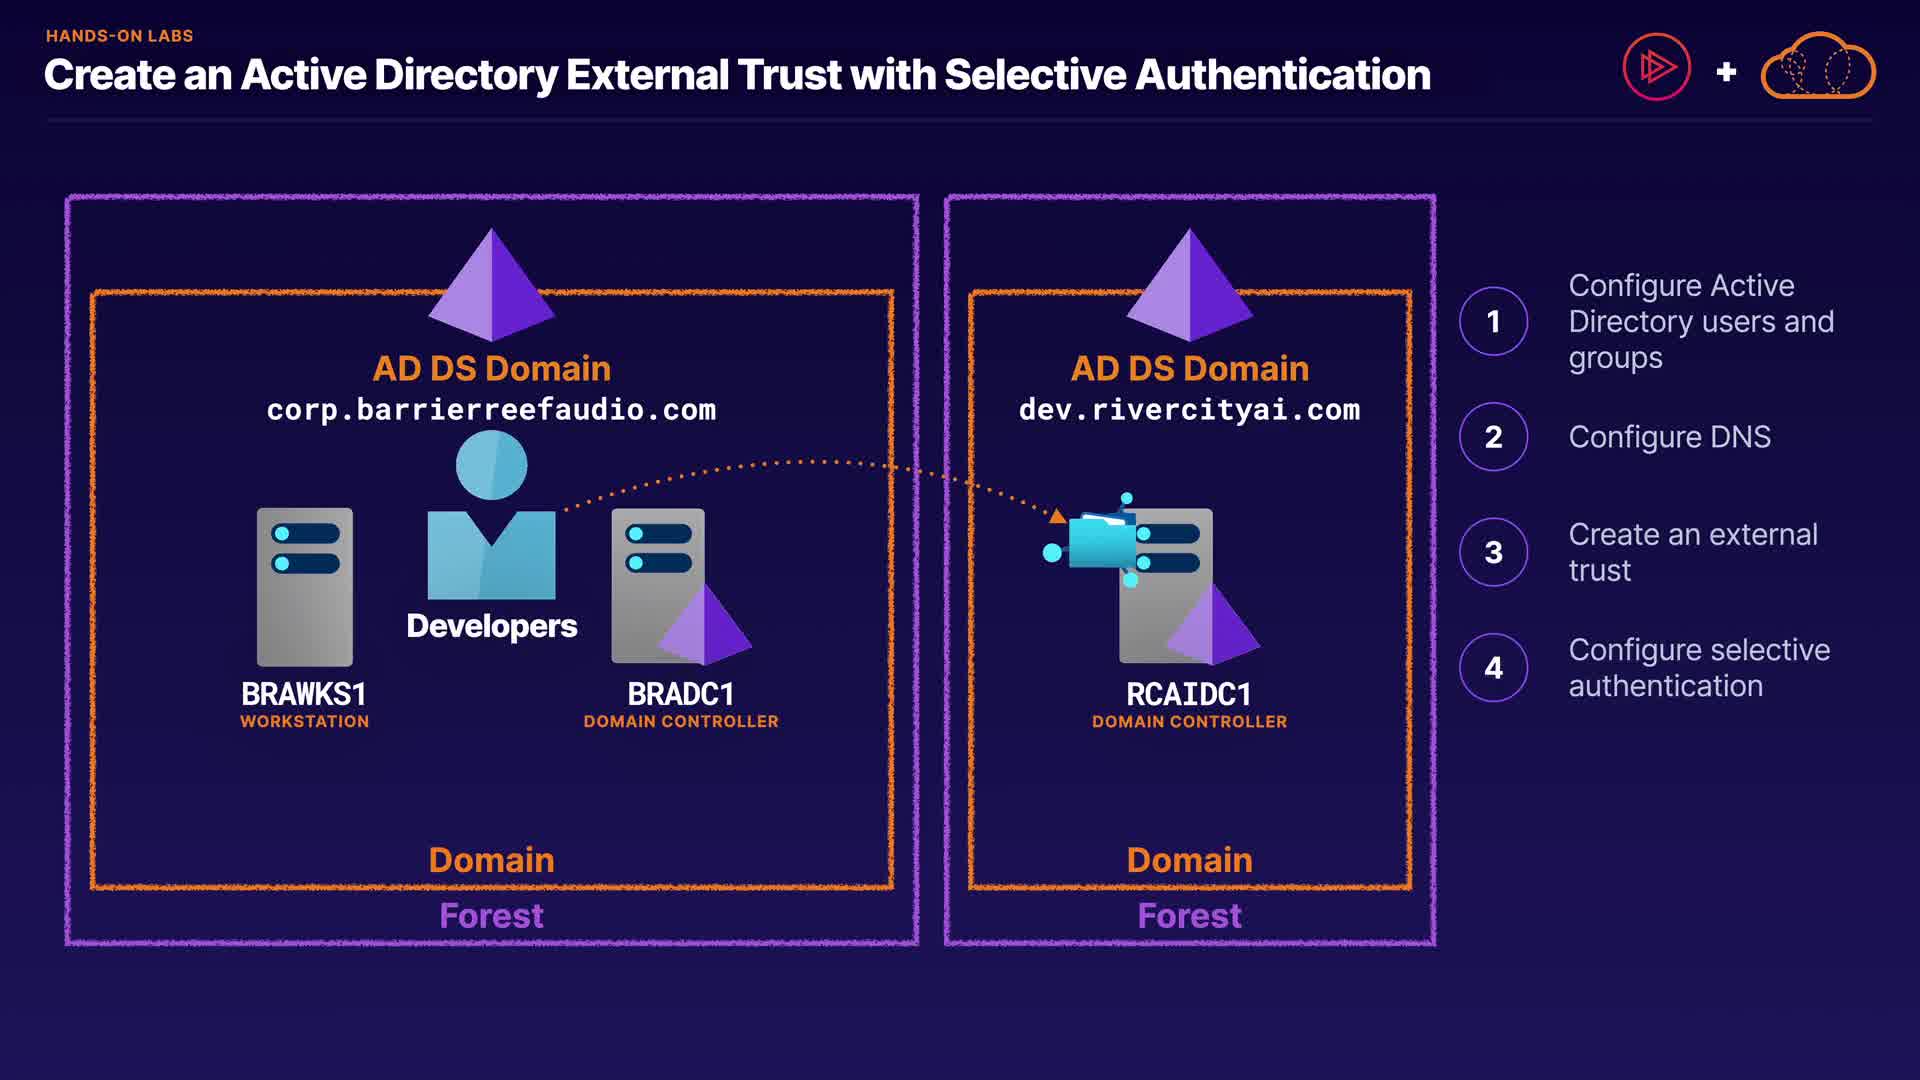 HANDS-ON LABS
Create an Active Directory External Trust with Selective Authentication
AD DS Domain
corp.barrierreefaudio.com
Developers
BRAWKS1
WORKSTATION
BRADC1
DOMAIN CONTROLLER
Domain
Forest
AD DS Domain
dev.rivercityai.com
RCAIDC1
DOMAIN CONTROLLER
Domain
Forest
1
Configure Active
Directory users and
groups
2
Configure DNS
3
Create an external
trust
4
Configure selective
authentication